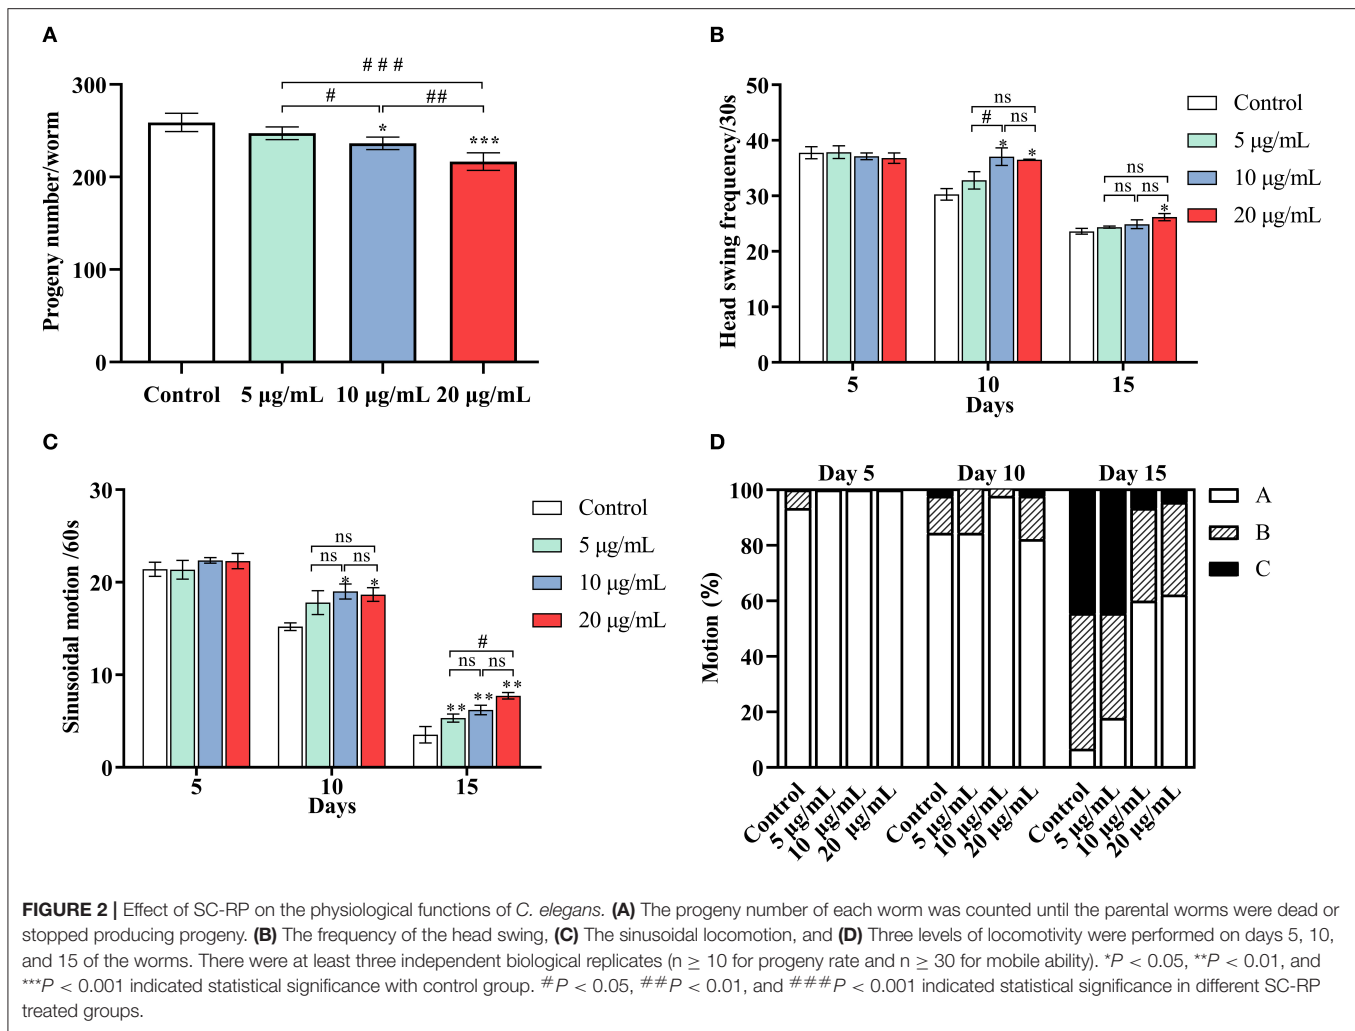 A
Progeny number/worm
300
200
100
0
# # #
#
##
*
***
Control 5 µg/mL 10 µg/mL 20 µg/mL
B
Head swing frequency/30s
50
40
30
20
10
0
ns
# ns
* *
ns
ns ns
*
5 10 15
Days
Control
5 µg/mL
10 µg/mL
20 µg/mL
C
Sinusoidal motion /60s
30
20
10
0
ns
ns ns
* *
#
ns ns
** ** **
5 10 15
Days
Control
5 µg/mL
10 µg/mL
20 µg/mL
D
Motion (%)
Day 5 Day 10 Day 15
100
80
60
40
20
0
Control 5 µg/mL 10 µg/mL 20 µg/mL Control 5 µg/mL 10 µg/mL 20 µg/mL Control 5 µg/mL 10 µg/mL 20 µg/mL
A
B
C
FIGURE 2 | Effect of SC-RP on the physiological functions of C. elegans. (A) The progeny number of each worm was counted until the parental worms were dead or
stopped producing progeny. (B) The frequency of the head swing, (C) The sinusoidal locomotion, and (D) Three levels of locomotivity were performed on days 5, 10,
and 15 of the worms. There were at least three independent biological replicates (n ≥ 10 for progeny rate and n ≥ 30 for mobile ability). *P < 0.05, **P < 0.01, and
***P < 0.001 indicated statistical significance with control group. #P < 0.05, ##P < 0.01, and ###P < 0.001 indicated statistical significance in different SC-RP
treated groups.